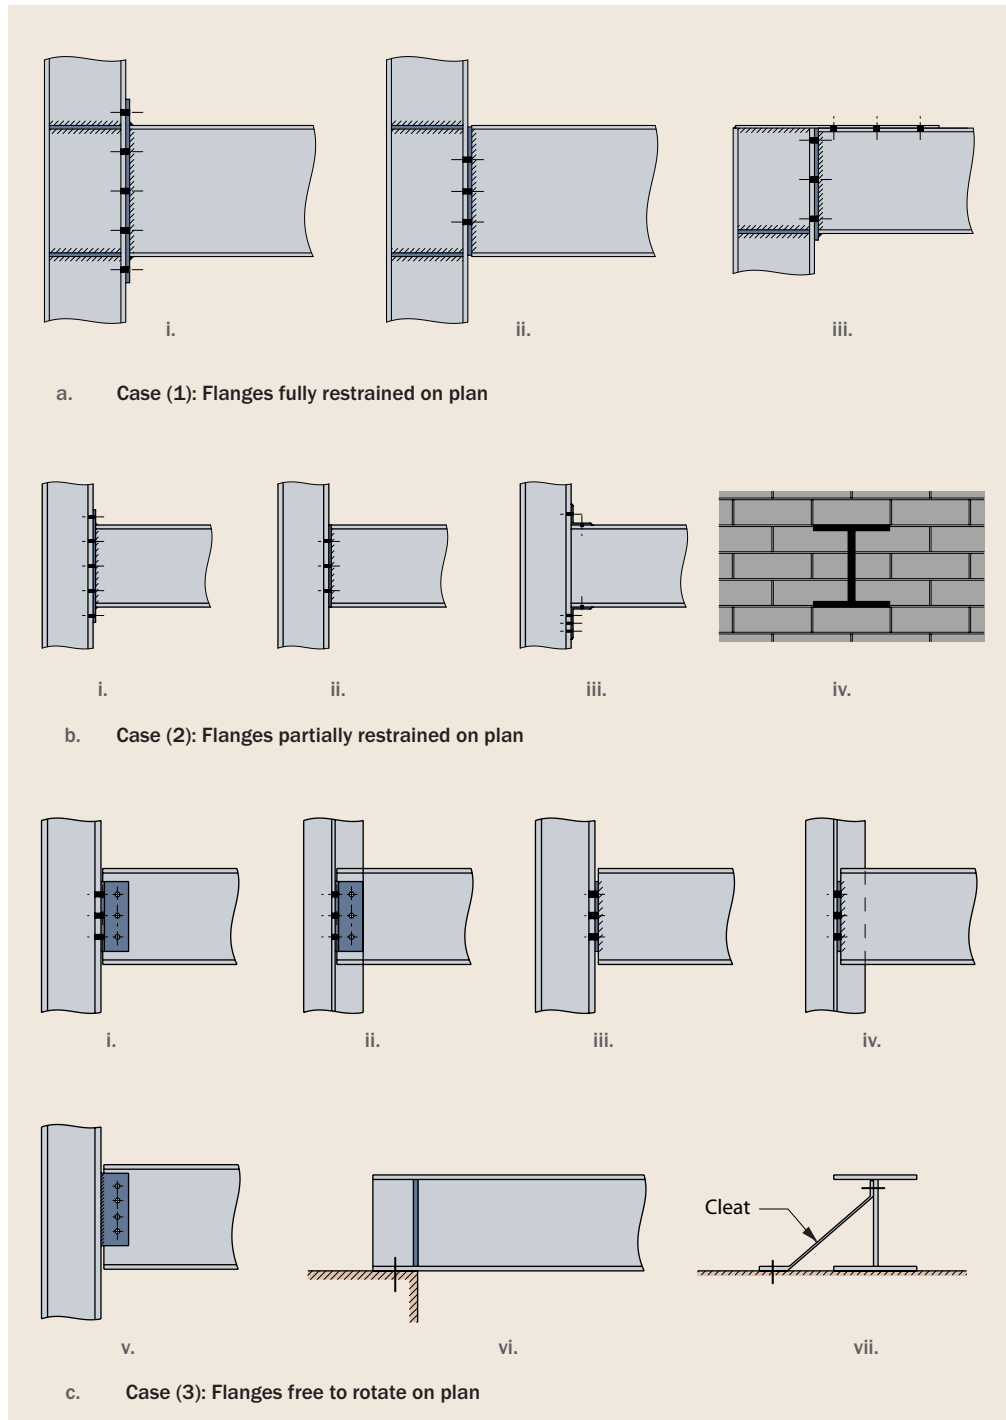 i. ii. iii.
a. Case (1): Flanges fully restrained on plan
i. ii. iii. iv.
b. Case (2): Flanges partially restrained on plan
i. ii. iii. iv.
Cleat
v. vi. vii.
c. Case (3): Flanges free to rotate on plan